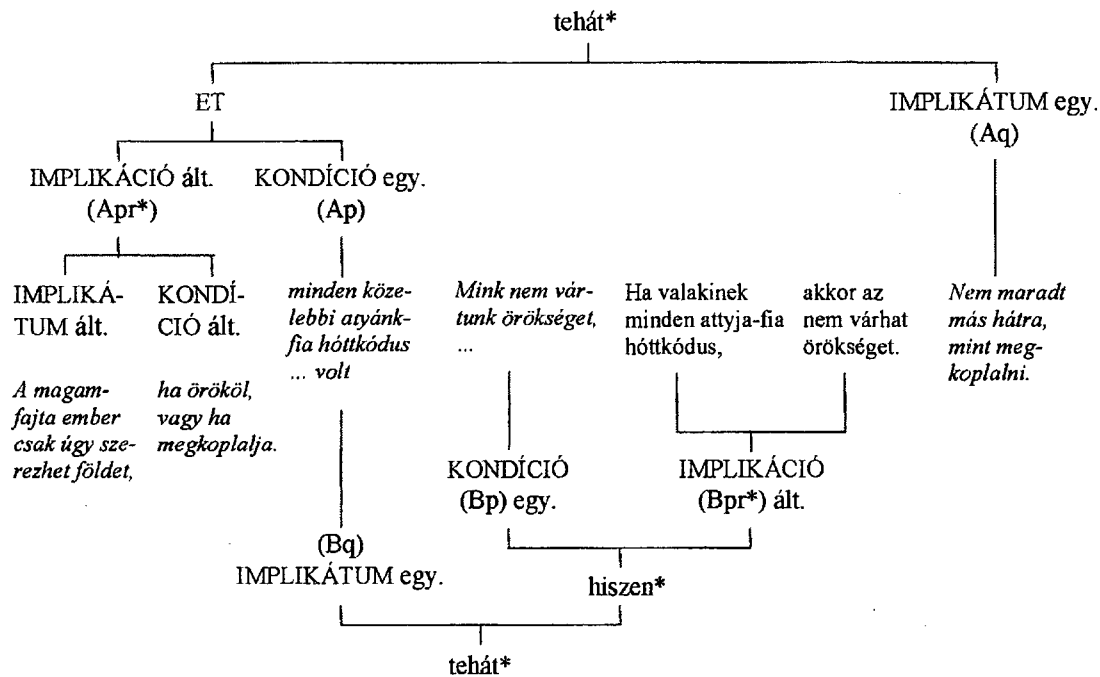 tehát*
ET
IMPLIKÁTUM egy.
(Aq)
IMPLIKÁCIÓ ált.
(Apr*)
KONDÍCIÓ egy.
(Ap)
IMPLIKÁ-
TUM ált.
KONDÍ-
CIÓ ált.
mindenköze-
lebbi atyánk-
fia hóttkódus
... volt
Mink nem vár-
tunk örökséget,
...
Ha valakinek
minden attyja-fia
hóttkódus,
akkor az
nem várhat
örökséget.
Nem maradt
más hátra,
mint meg-
koplalni.
A magam-
fajta ember
csak úgy sze-
rezhet földet,
ha örököl,
vagy ha
megkoplalja.
KONDÍCIÓ
(Bp) egy.
IMPLIKÁCIÓ
(Bpr*) ált.
(Bq)
IMPLIKÁTUM egy.
hiszen*
tehát*